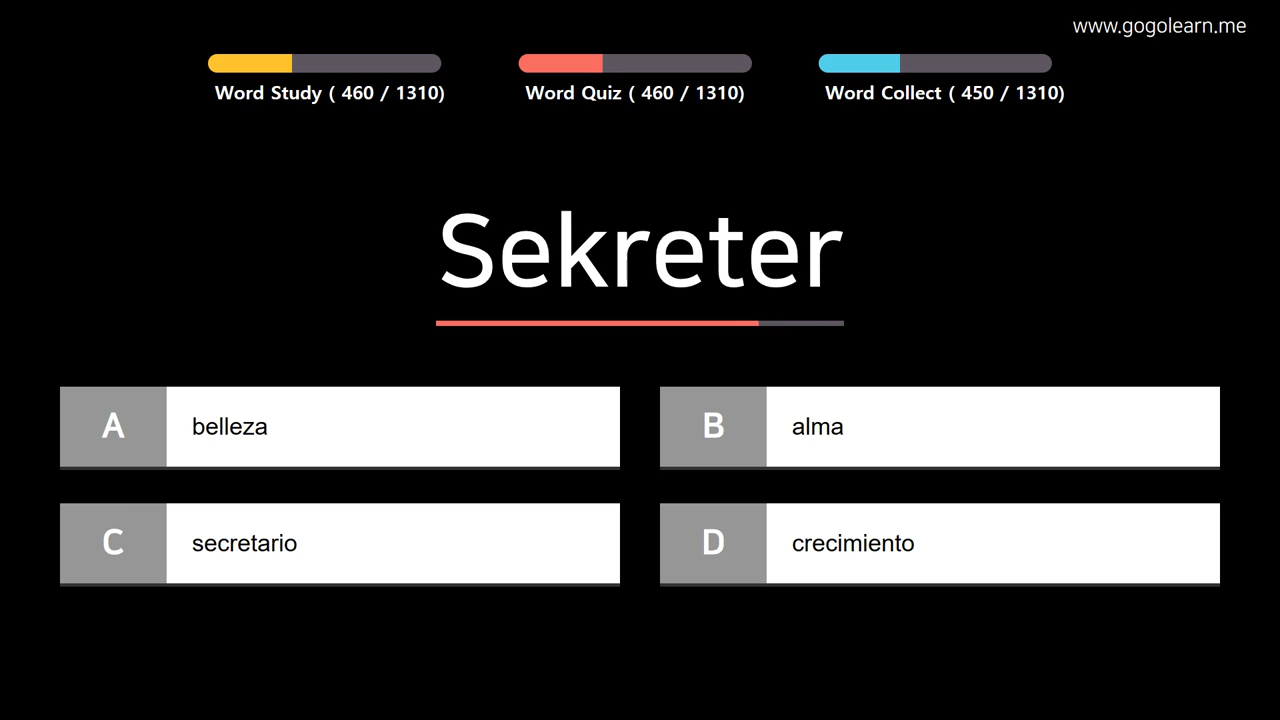 www.gogolearn.me
Word Study ( 460 / 1310)
Word Quiz ( 460 / 1310)
Word Collect ( 450 / 1310)
Sekreter
A
belleza
B
alma
C
secretario
D
crecimiento